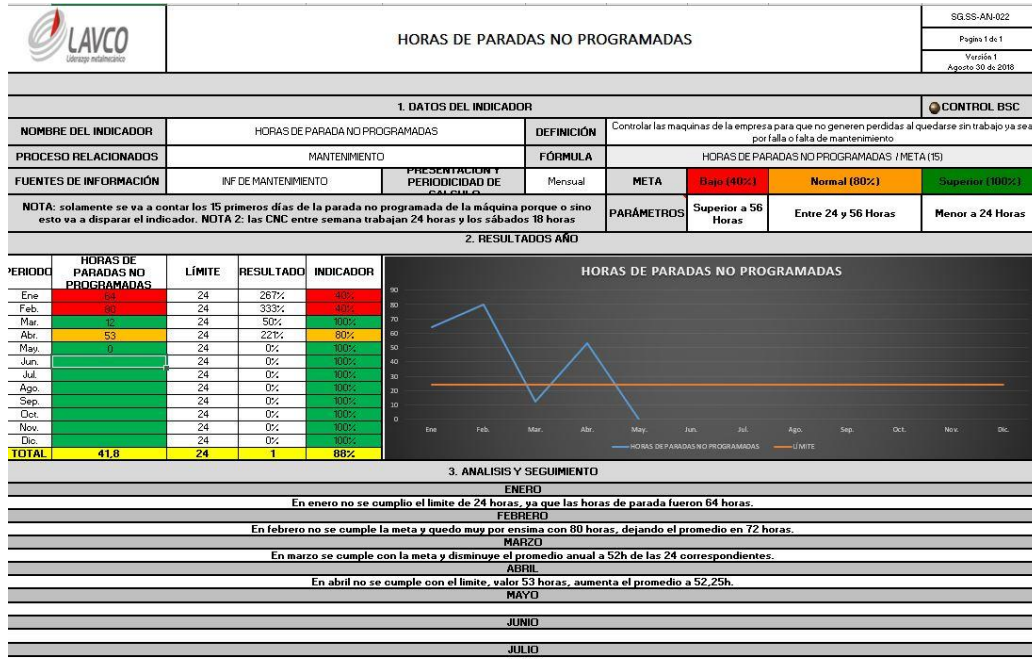 LAVCO
Liderazgo metalmecánico
HORAS DE PARADAS NO PROGRAMADAS
SG.SS-AN-022
Pagina 1 de 1
Versión 1
Agosto 30 de 2018
1. DATOS DEL INDICADOR
CONTROL BSC
NOMBRE DEL INDICADOR HORAS DE PARADA NO PROGRAMADAS DEFINICIÓN Controlar las maquinas de la empresa para que no generen perdidas al quedarse sin trabajo ya sea
por falla o falta de mantenimiento
PROCESO RELACIONADOS MANTENIMIENTO FÓRMULA HORAS DE PARADAS NO PROGRAMADAS / META (15)
FUENTES DE INFORMACIÓN INF DE MANTENIMIENTO PRESENTACION Y PERIODICIDAD DE CALCULO Mensual META Bajo (40%) Normal (80%) Superior (100%)
NOTA: solamente se va a contar los 15 primeros días de la parada no programada de la máquina porque o sino
esto va a disparar el indicador. NOTA 2: las CNC entre semana trabajan 24 horas y los sábados 18 horas
PARÁMETROS Superior a 56 Horas Entre 24 y 56 Horas Menor a 24 Horas
2. RESULTADOS AÑO
PERIODO HORAS DE PARADAS NO PROGRAMADAS LÍMITE RESULTADO INDICADOR
Ene 64 24 267% 40%
Feb. 80 24 333% 40%
Mar. 12 24 50% 100%
Abr. 53 24 221% 80%
May. 0 24 0% 100%
Jun. 24 0% 100%
Jul. 24 0% 100%
Ago. 24 0% 100%
Sep. 24 0% 100%
Oct. 24 0% 100%
Nov. 24 0% 100%
Dic. 24 0% 100%
TOTAL 41,8 24 1 88%
HORAS DE PARADAS NO PROGRAMADAS
90
80
70
60
50
40
30
20
10
0
Ene Feb. Mar. Abr. May. Jun. Jul. Ago. Sep. Oct. Nov. Dic.
HORAS DE PARADAS NO PROGRAMADAS LÍMITE
3. ANALISIS Y SEGUIMIENTO
ENERO
En enero no se cumplio el limite de 24 horas, ya que las horas de parada fueron 64 horas.
FEBRERO
En febrero no se cumple la meta y quedo muy por ensima con 80 horas, dejando el promedio en 72 horas.
MARZO
En marzo se cumple con la meta y disminuye el promedio anual a 52h de las 24 correspondientes.
ABRIL
En abril no se cumple con el limite, valor 53 horas, aumenta el promedio a 52,25h.
MAYO
JUNIO
JULIO